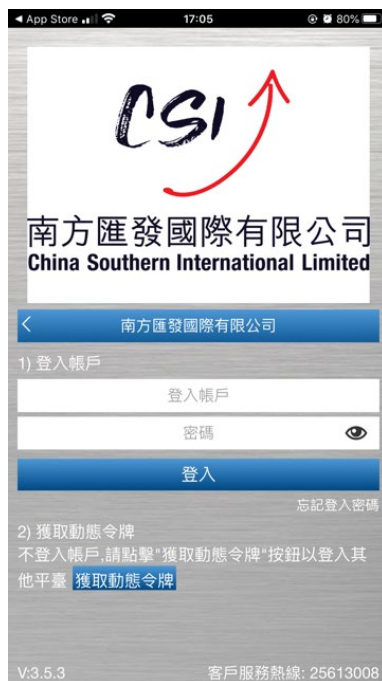 ◀ App Store
17:05
80%
CSI
南方匯發國際有限公司
China Southern International Limited
南方匯發國際有限公司
1) 登入帳戶
登入帳戶
密碼
登入
忘記登入密碼
2) 獲取動態令牌
不登入帳戶,請點擊"獲取動態令牌"按鈕以登入其
他平臺 獲取動態令牌
V:3.5.3
客戶服務熱線: 25613008